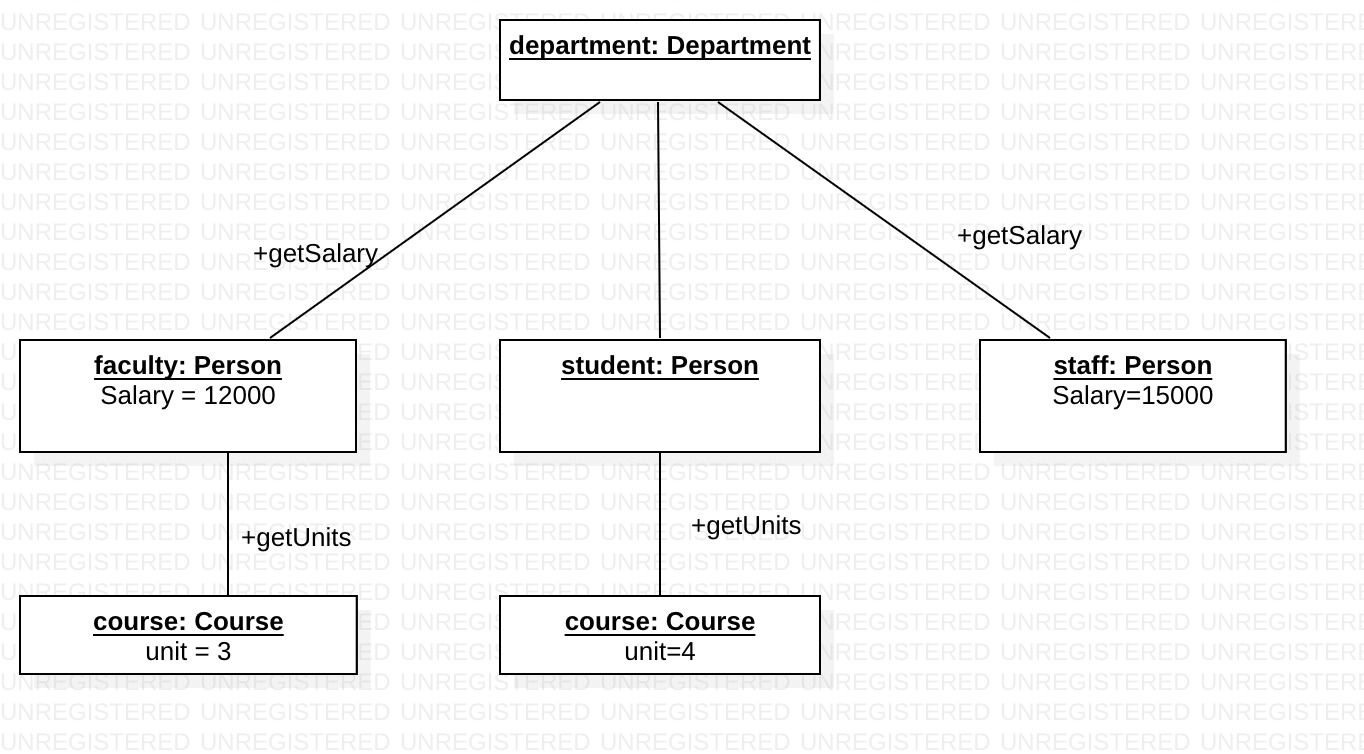 department: Department
+getSalary
+getSalary
faculty: Person
Salary = 12000
student: Person
staff: Person
Salary=15000
+getUnits
+getUnits
course: Course
unit = 3
course: Course
unit=4
UNREGISTERED